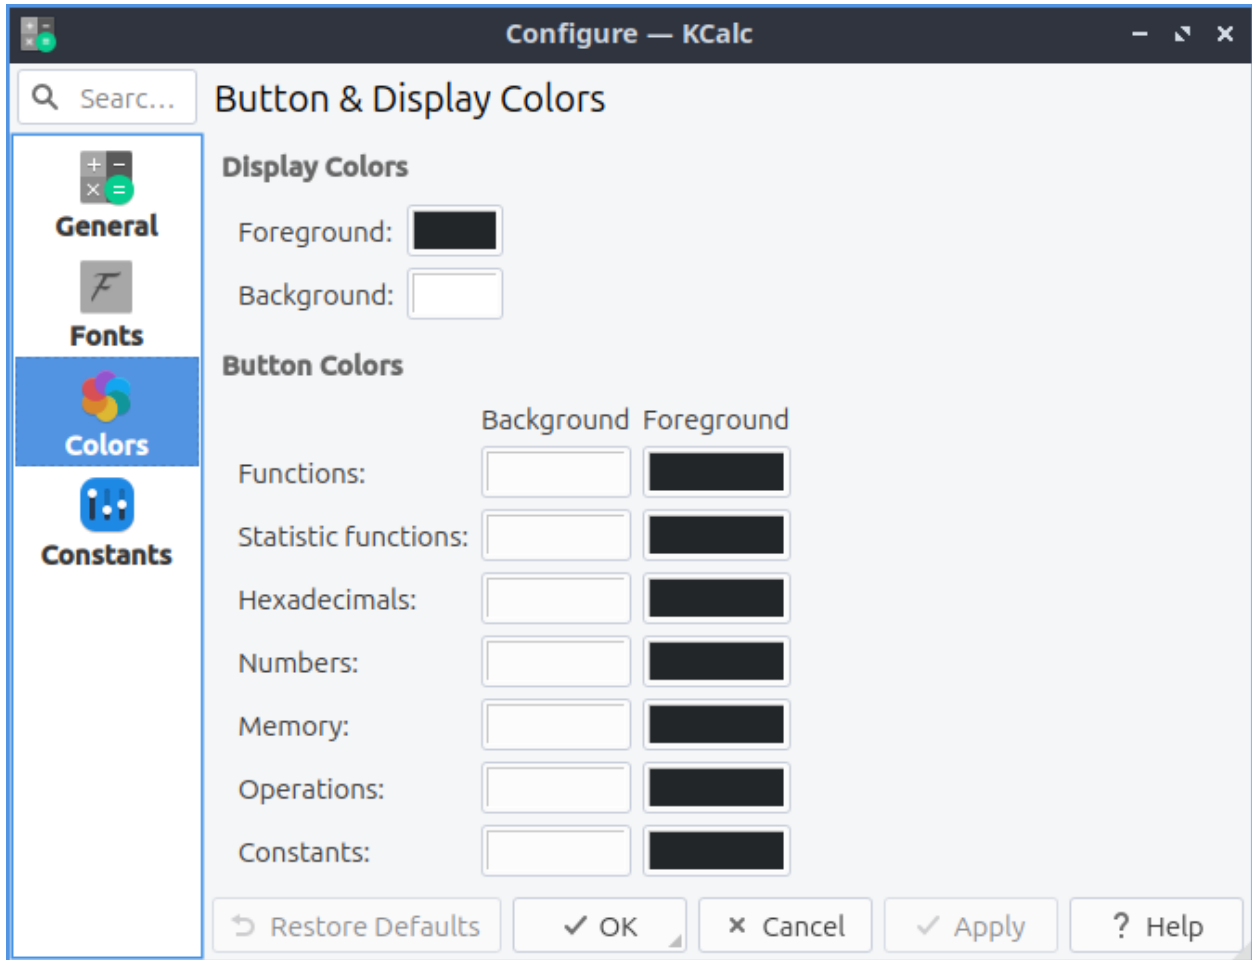 Configure — KCalc
Searc...
Button & Display Colors
General
Fonts
Colors
Constants
Display Colors
Foreground:
Background:
Button Colors
Background Foreground
Functions:
Statistic functions:
Hexadecimals:
Numbers:
Memory:
Operations:
Constants:
Restore Defaults OK Cancel Apply ? Help